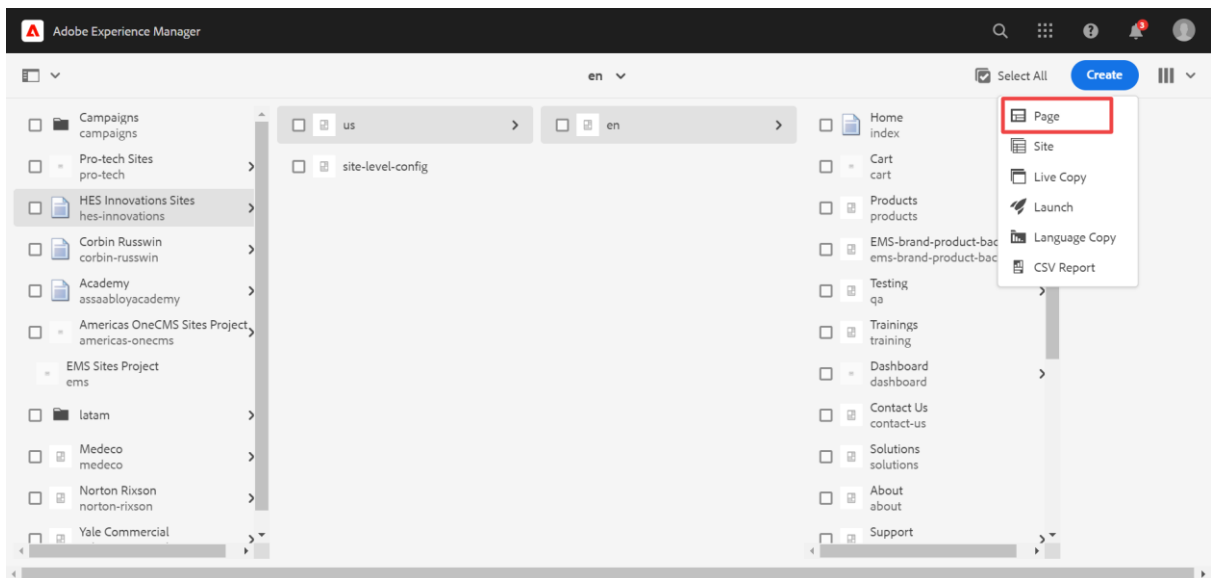 Adobe Experience Manager
3
en
Select All
Create
Campaigns
campaigns
Pro-tech Sites
pro-tech
HES Innovations Sites
hes-innovations
Corbin Russwin
corbin-russwin
Academy
assaabloyacademy
Americas OneCMS Sites Project
americas-onecms
EMS Sites Project
ems
latam
Medeco
medeco
Norton Rixson
norton-rixson
Yale Commercial
us
site-level-config
en
Home
index
Cart
cart
Products
products
EMS-brand-product-bac
ems-brand-product-bac
Testing
qa
Trainings
training
Dashboard
dashboard
Contact Us
contact-us
Solutions
solutions
About
about
Support
Page
Site
Live Copy
Launch
Language Copy
CSV Report